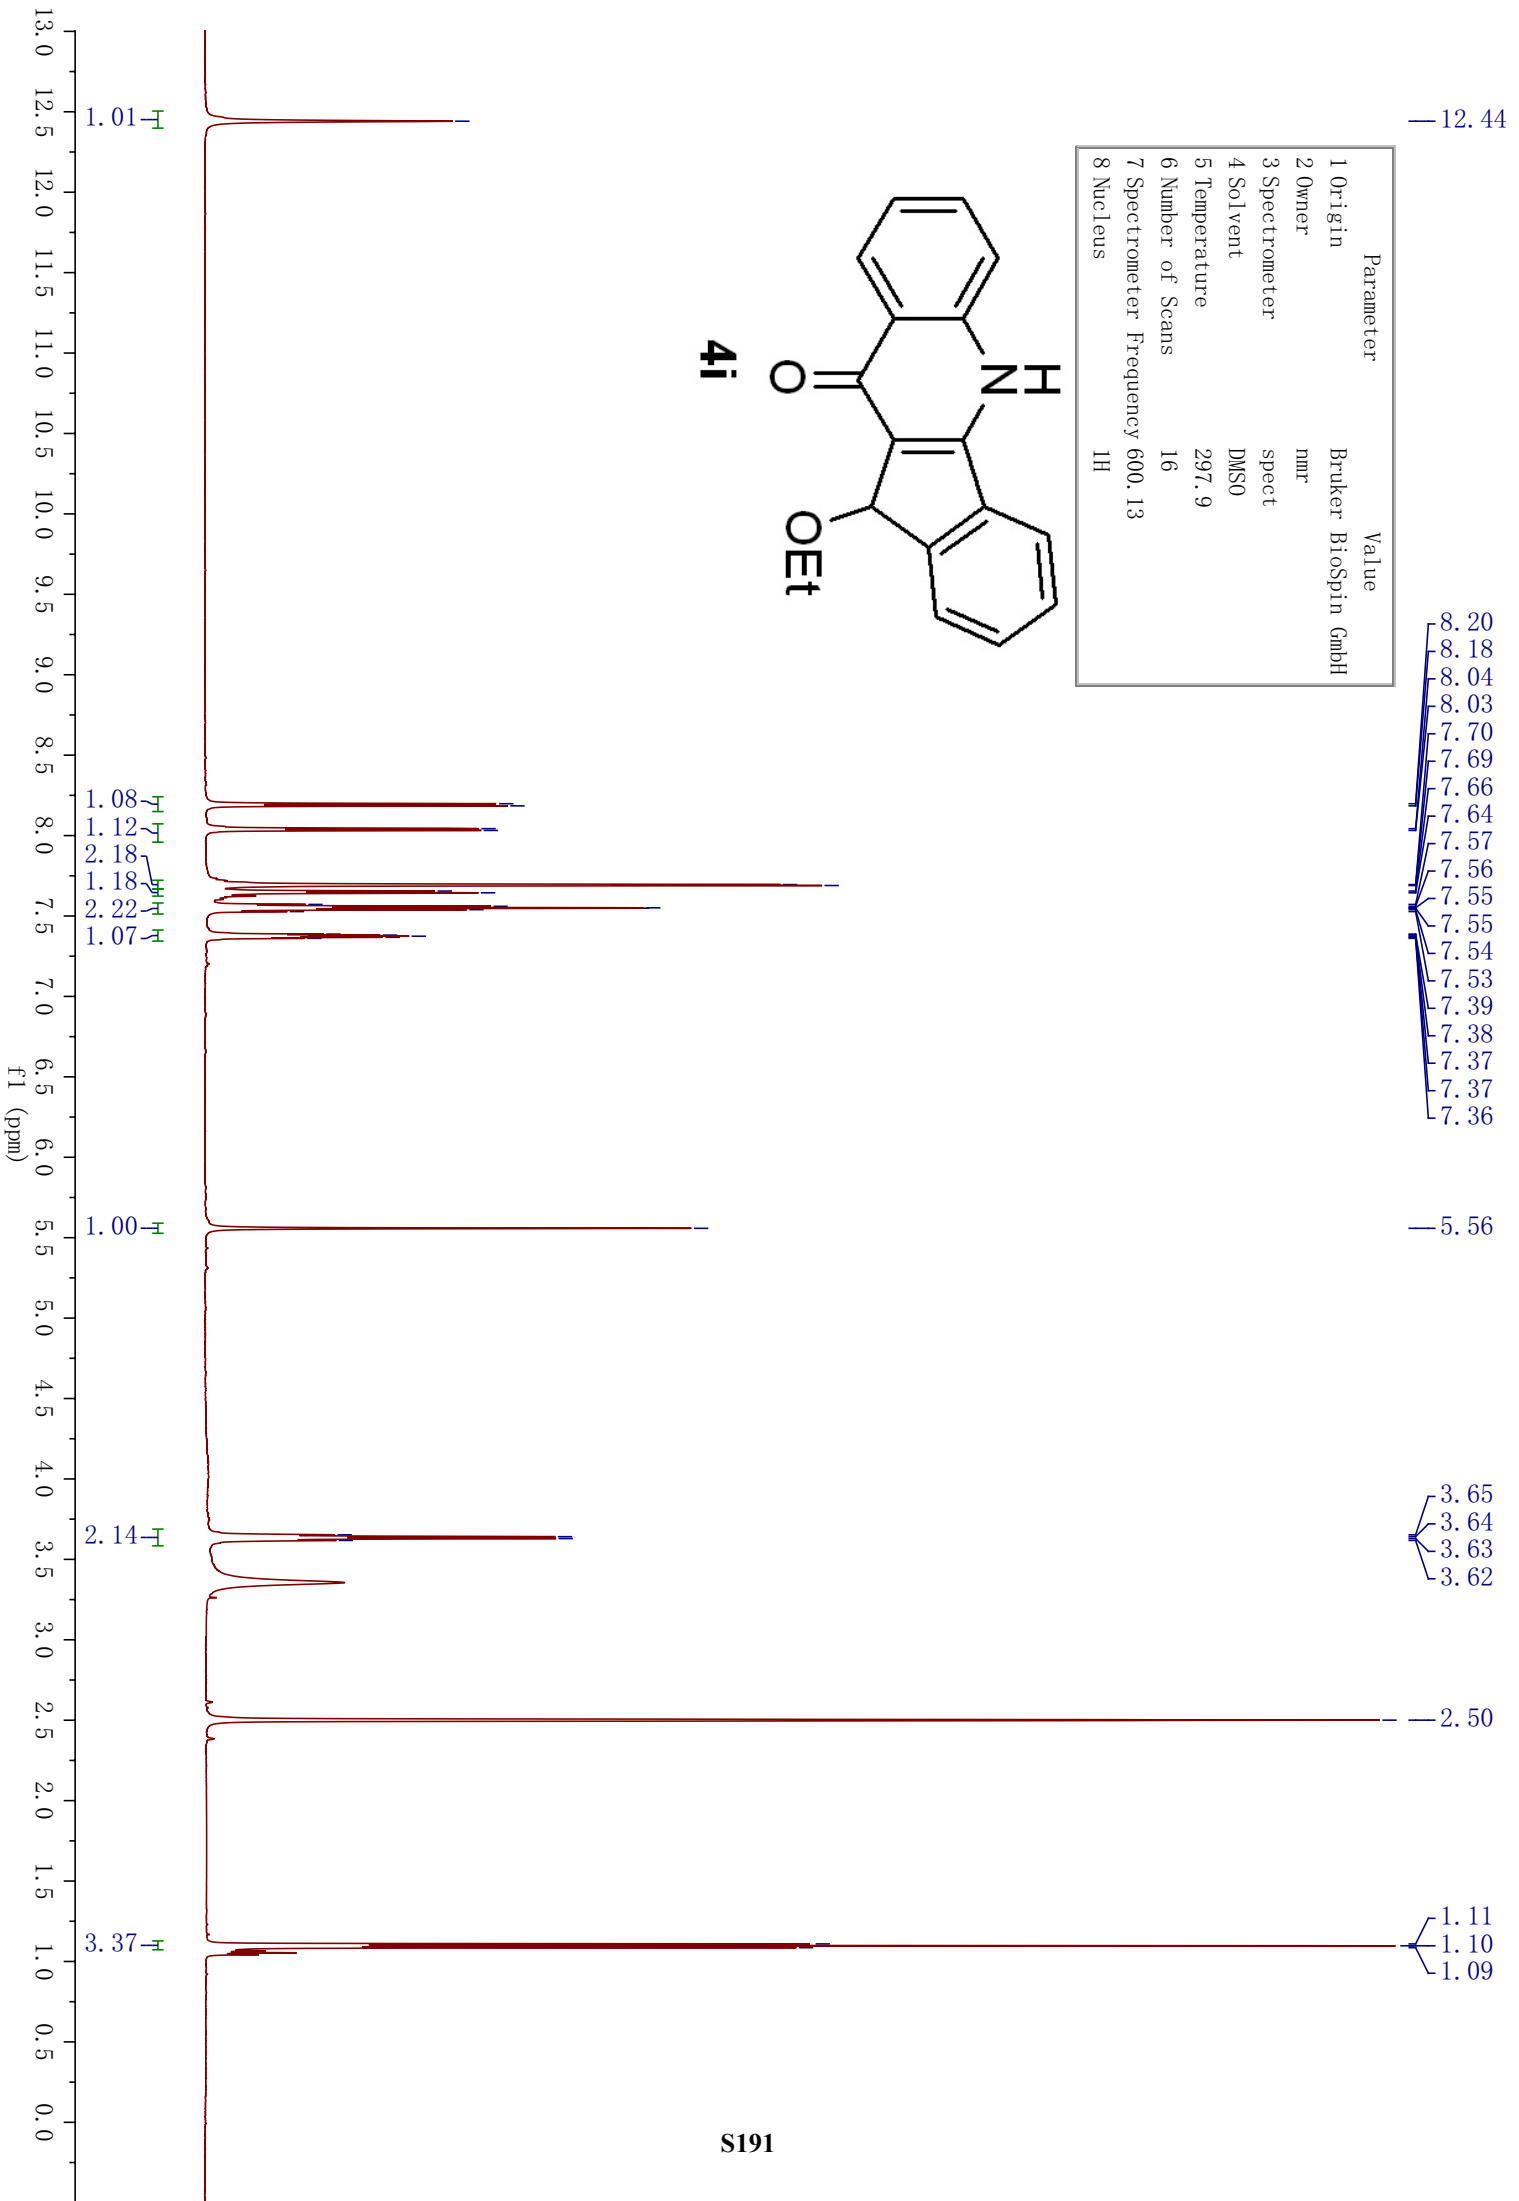 12.44
8.20
8.18
8.04
8.03
7.70
7.69
7.66
7.64
7.57
7.56
7.55
7.55
7.54
7.53
7.39
7.38
7.37
7.37
7.36
5.56
3.65
3.64
3.63
3.62
2.50
1.11
1.10
1.09
Parameter Value
1 Origin Bruker BioSpin GmbH
2 Owner nmr
3 Spectrometer spect
4 Solvent DMSO
5 Temperature 297.9
6 Number of Scans 16
7 Spectrometer Frequency 600.13
8 Nucleus 1H
H
N
O
OEt
4i
1.01
1.08
1.12
2.18
1.18
2.22
1.07
1.00
2.14
3.37
13.0 12.5 12.0 11.5 11.0 10.5 10.0 9.5 9.0 8.5 8.0 7.5 7.0 6.5 6.0 5.5 5.0 4.5 4.0 3.5 3.0 2.5 2.0 1.5 1.0 0.5 0.0
f1 (ppm)
S191